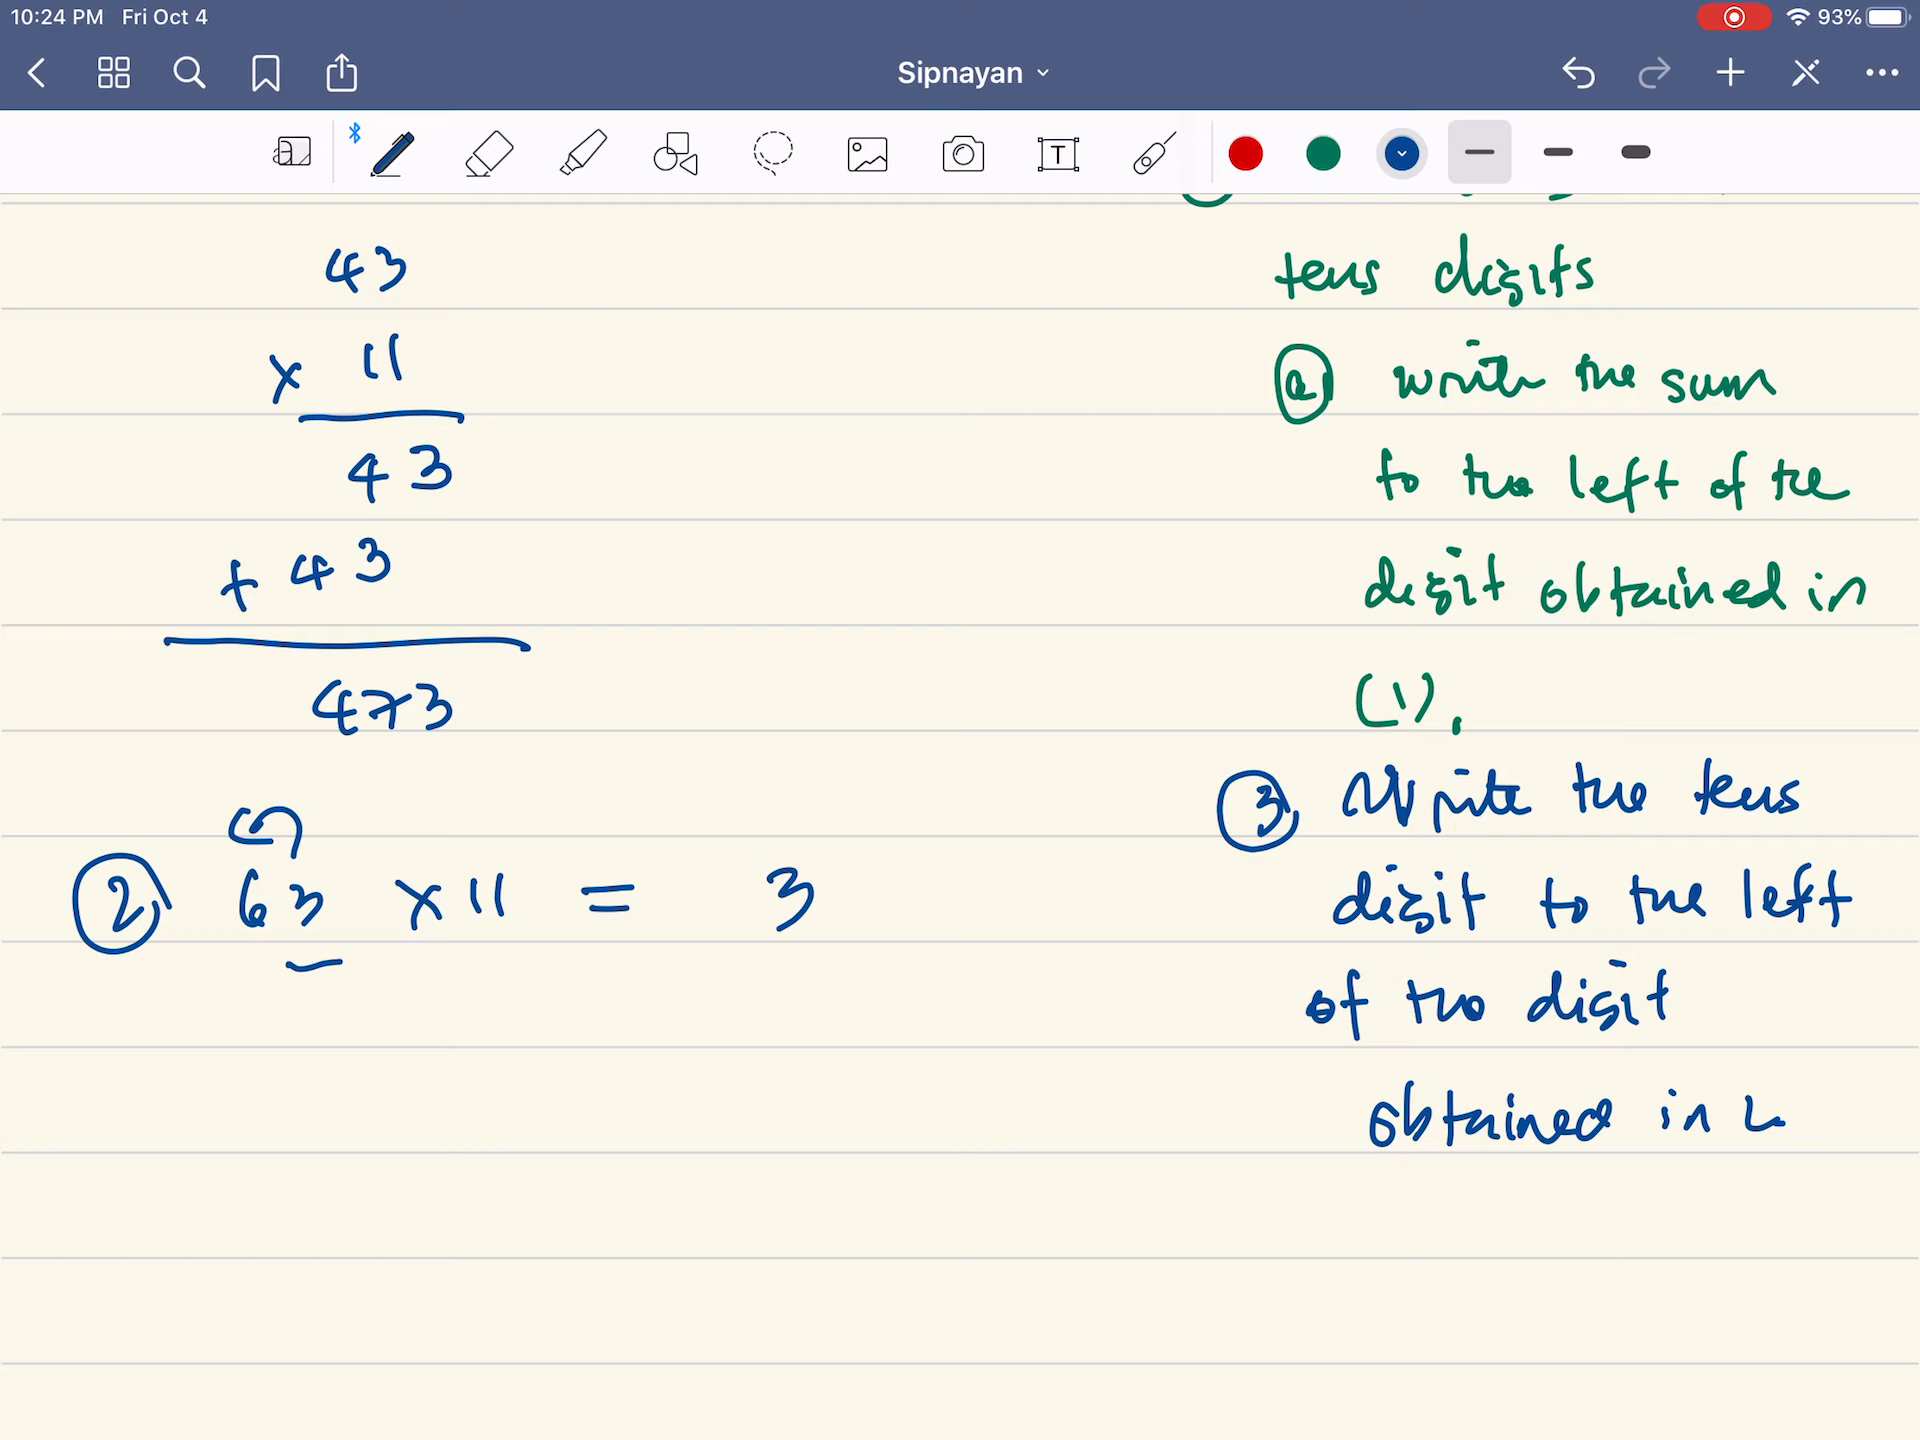 10:24 PM Fri Oct 4
93%
Sipnayan
T
43
x 11
43
+ 43
473
2 63 x 11 = 3
tens digits
a write the sum
to the left of the
digit obtained in
(1).
3 Write the tens
digit to the left
of the digit
obtained in 2